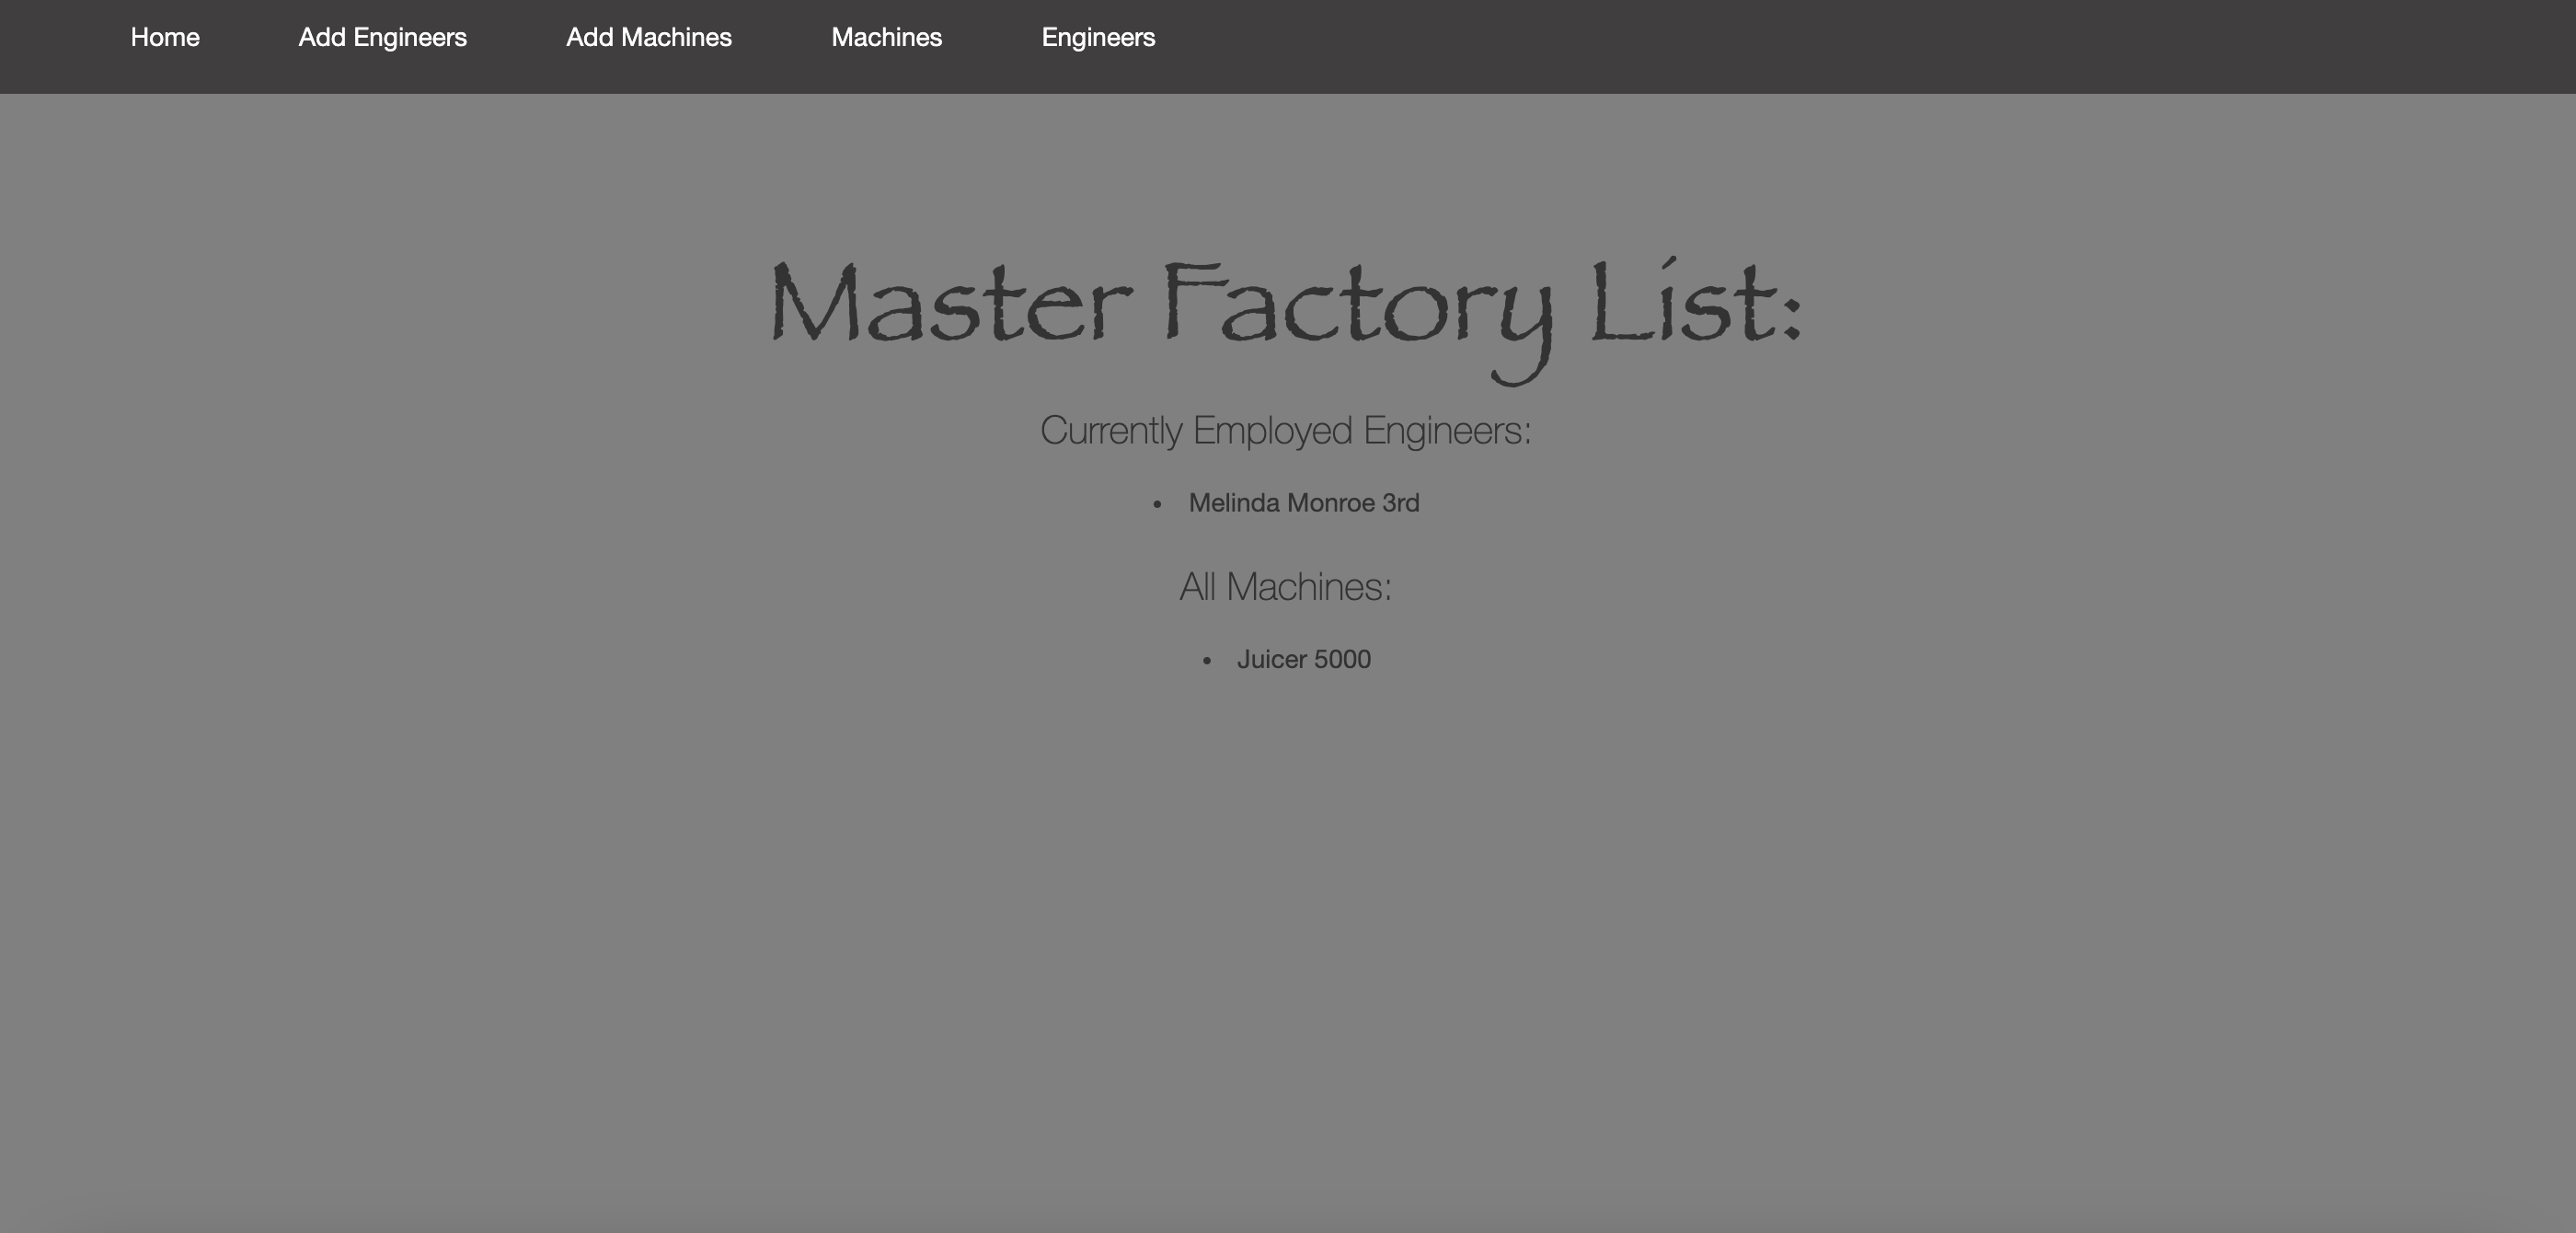 Home Add Engineers Add Machines Machines Engineers
Master Factory List:
Currently Employed Engineers:
• Melinda Monroe 3rd
All Machines:
• Juicer 5000